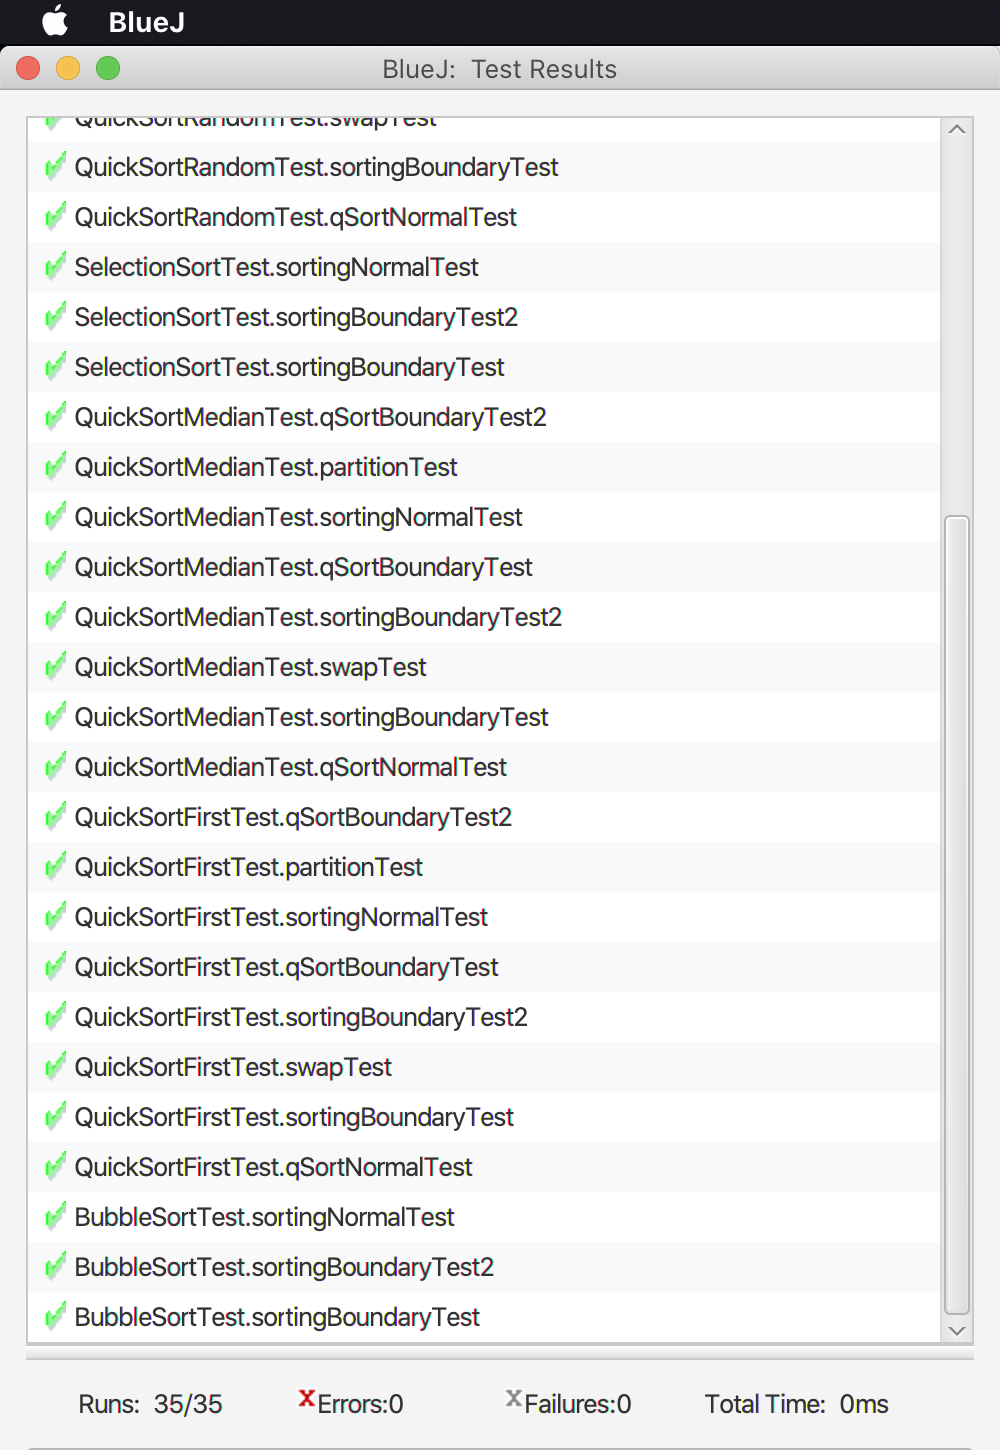 BlueJ
BlueJ: Test Results
QuickSortRandomTest.swapTest
QuickSortRandomTest.sortingBoundaryTest
QuickSortRandomTest.qSortNormalTest
SelectionSortTest.sortingNormalTest
SelectionSortTest.sortingBoundaryTest2
SelectionSortTest.sortingBoundaryTest
QuickSortMedianTest.qSortBoundaryTest2
QuickSortMedianTest.partitionTest
QuickSortMedianTest.sortingNormalTest
QuickSortMedianTest.qSortBoundaryTest
QuickSortMedianTest.sortingBoundaryTest2
QuickSortMedianTest.swapTest
QuickSortMedianTest.sortingBoundaryTest
QuickSortMedianTest.qSortNormalTest
QuickSortFirstTest.qSortBoundaryTest2
QuickSortFirstTest.partitionTest
QuickSortFirstTest.sortingNormalTest
QuickSortFirstTest.qSortBoundaryTest
QuickSortFirstTest.sortingBoundaryTest2
QuickSortFirstTest.swapTest
QuickSortFirstTest.sortingBoundaryTest
QuickSortFirstTest.qSortNormalTest
BubbleSortTest.sortingNormalTest
BubbleSortTest.sortingBoundaryTest2
BubbleSortTest.sortingBoundaryTest
Runs: 35/35 Errors:0 Failures:0 Total Time: 0ms